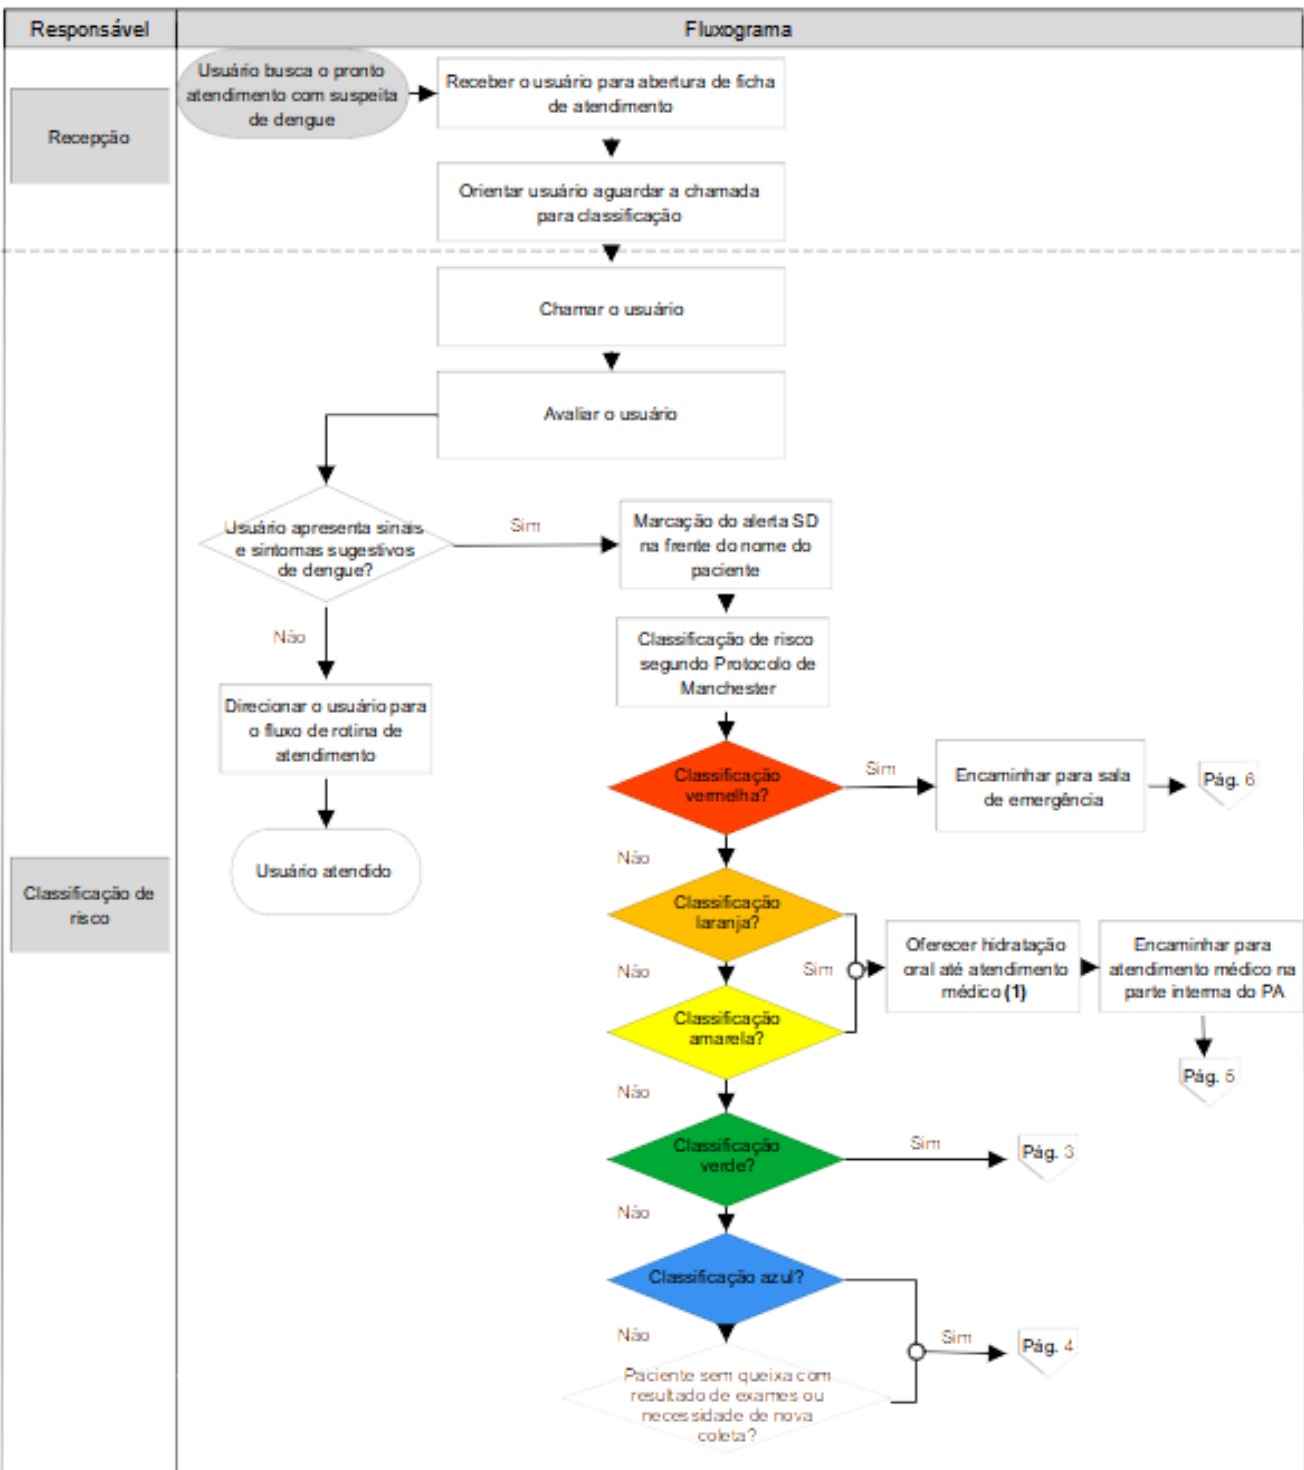 Responsável
Fluxograma
Usuário busca o pronto
atendimento com suspeita
de dengue
Receber o usuário para abertura de ficha
de atendimento
Recepção
Orientar usuário aguardar a chamada
para classificação
Chamar o usuário
Avaliar o usuário
Usuário apresenta sinais
e sintomas sugestivos
de dengue?
Sim
Marcação do alerta SD
na frente do nome do
paciente
Não
Classificação de risco
segundo Protocolo de
Manchester
Direcionar o usuário para
o fluxo de rotina de
atendimento
Classificação
vermelha?
Sim
Encaminhar para sala
de emergência
Pág. 6
Usuário atendido
Não
Classificação de
risco
Classificação
laranja?
Não
Sim
Oferecer hidratação
oral até atendimento
médico (1)
Encaminhar para
atendimento médico na
parte interma do PA
Classificação
amarela?
Pág. 5
Não
Classificação
verde?
Sim
Pág. 3
Não
Classificação azul?
Não
Sim
Pág. 4
Paciente sem queixa com
resultado de exames ou
necessidade de nova
coleta?